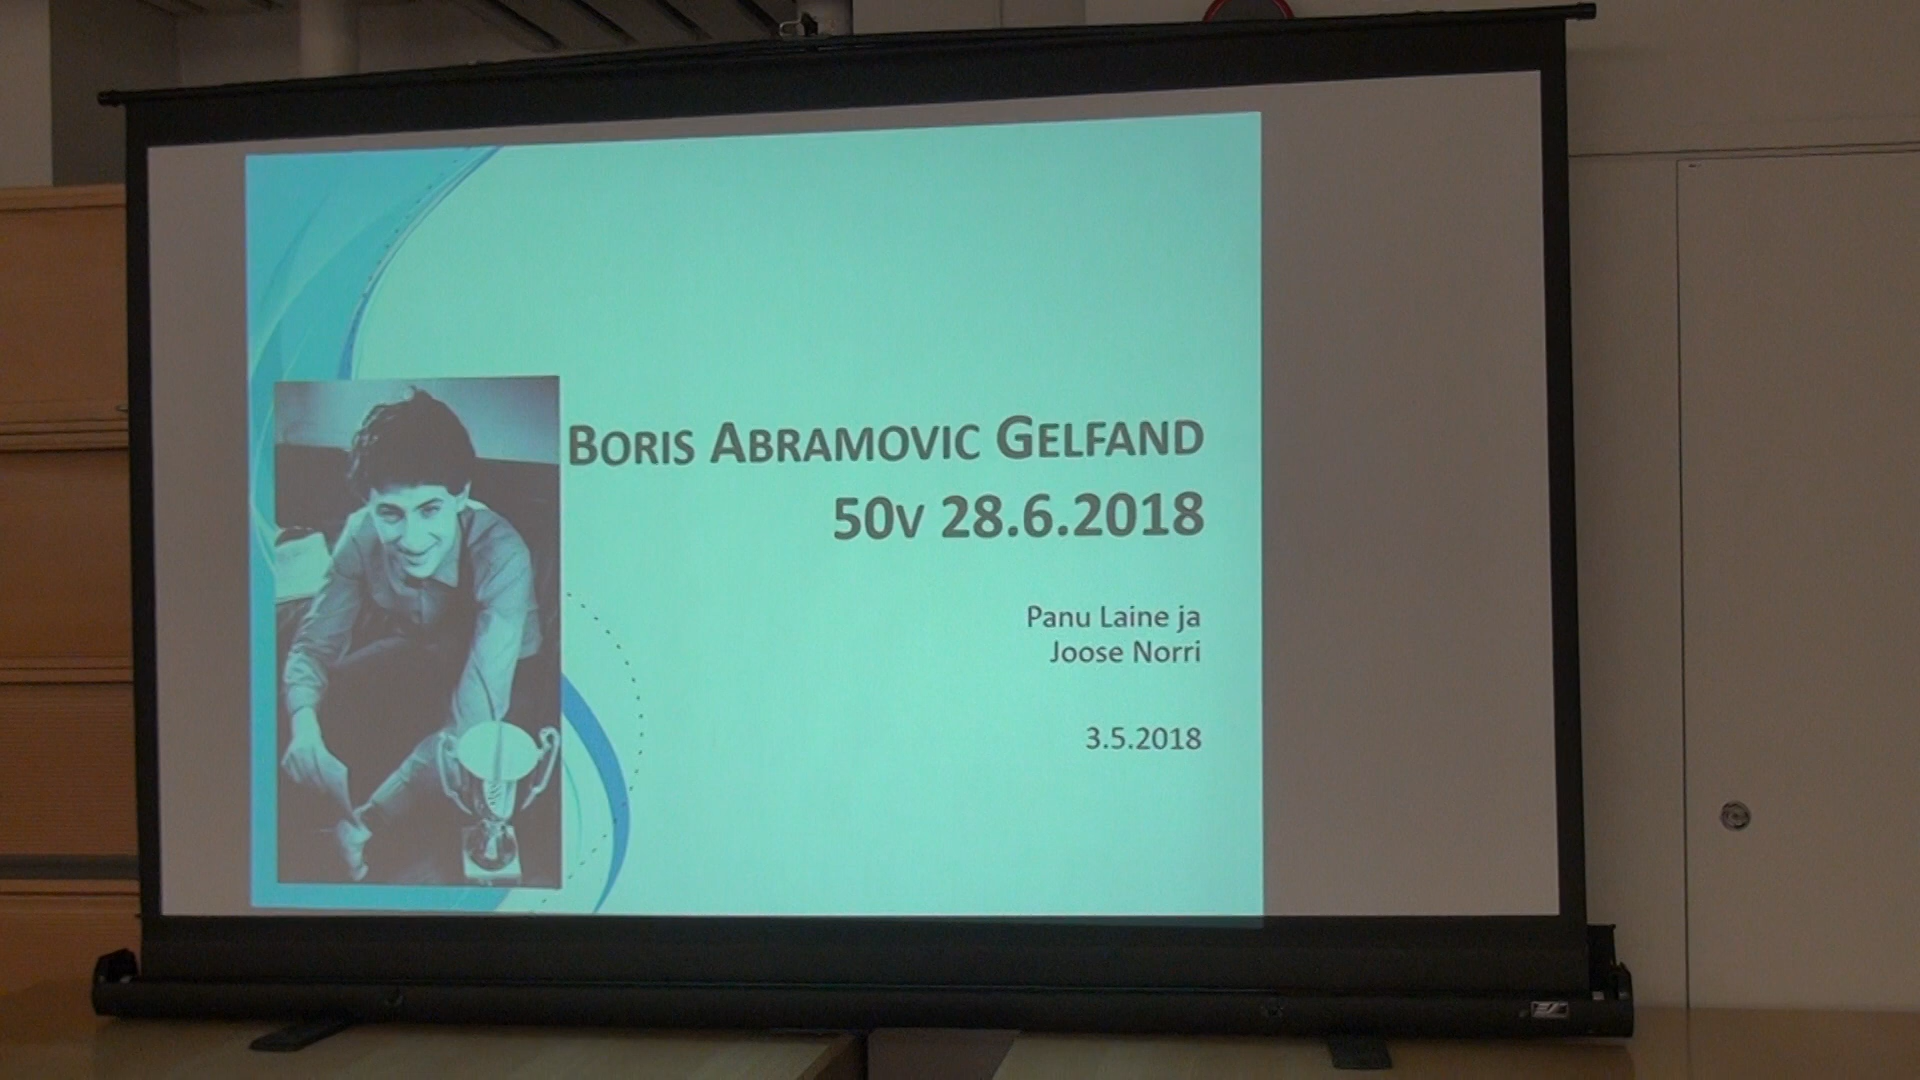 BORIS ABRAMOVIC GELFAND
50V 28.6.2018
Panu Laine ja
Joose Norri
3.5.2018